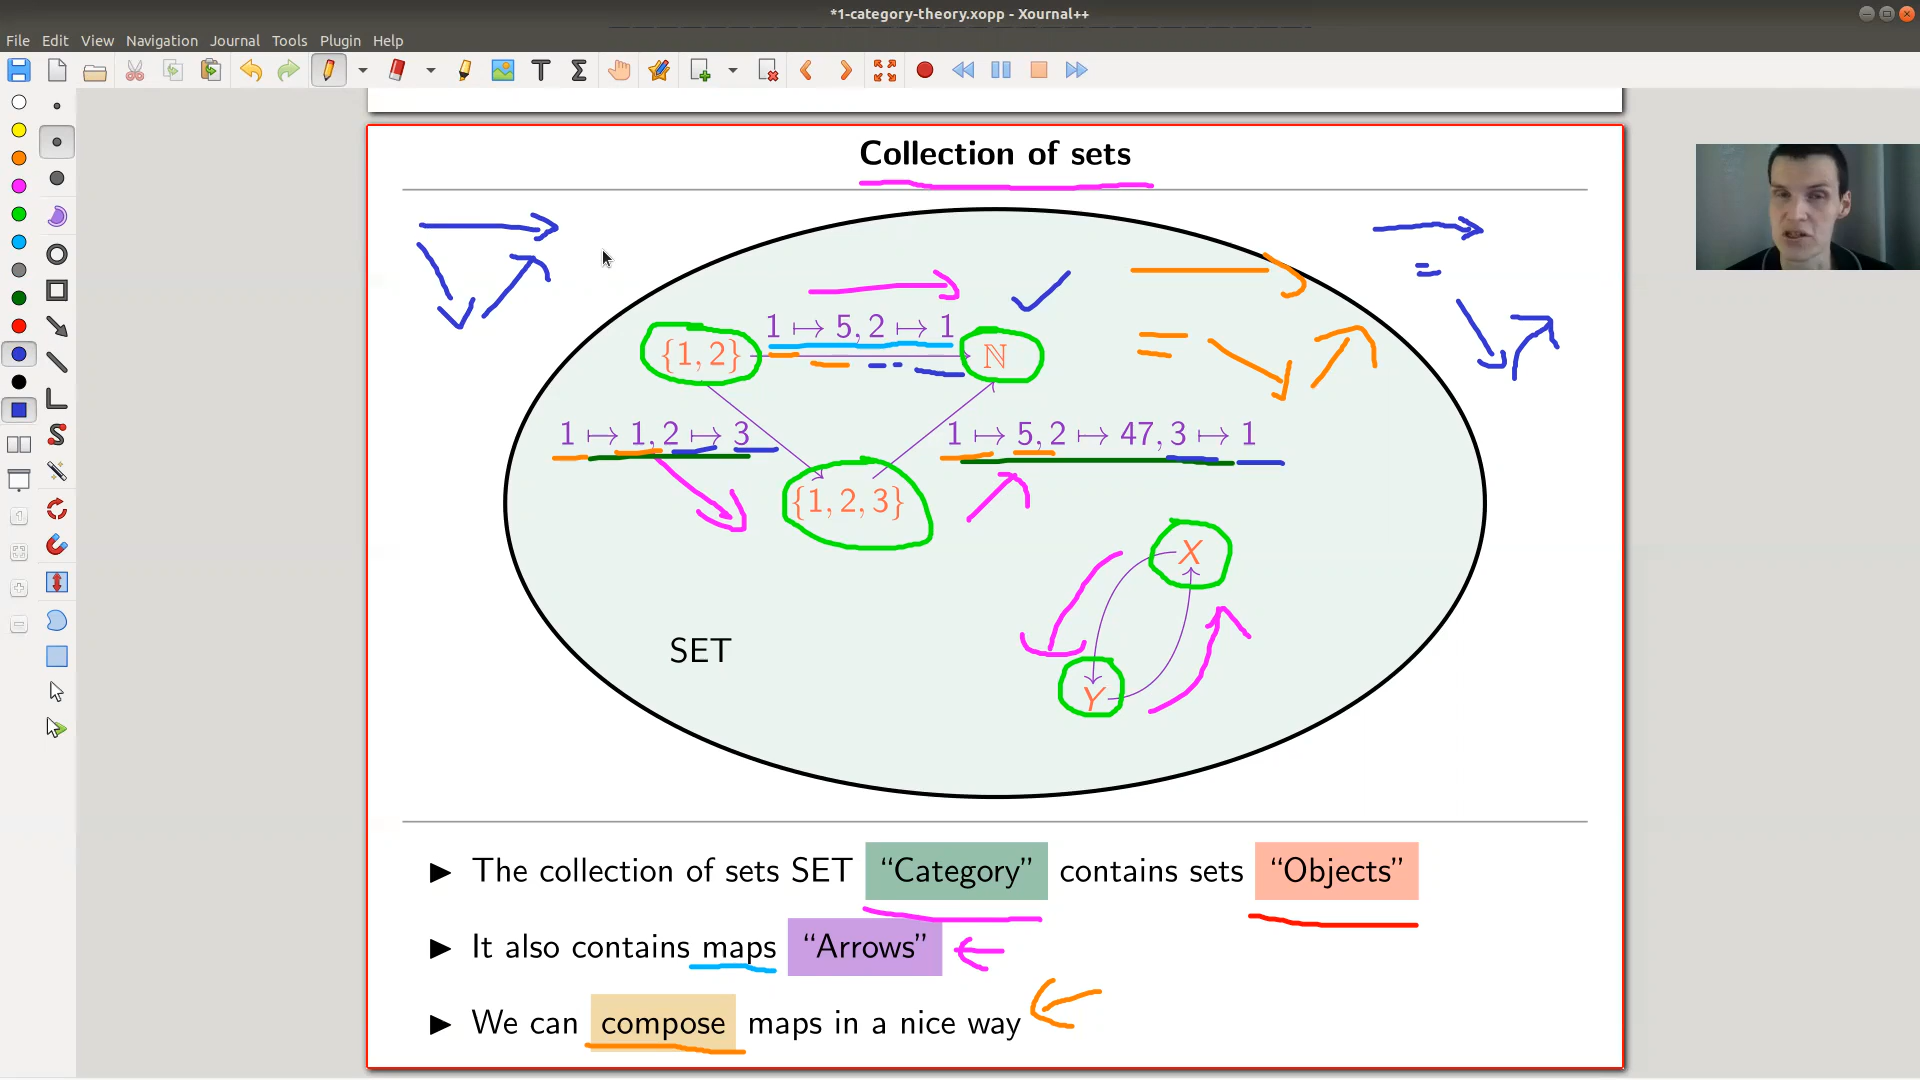 *1-category-theory.xopp - Xournal++
File Edit View Navigation Journal Tools Plugin Help
Collection of sets
1 ↦ 5, 2 ↦ 1
{1, 2} ℕ
=
=
1 ↦ 1, 2 ↦ 3 1 ↦ 5, 2 ↦ 47, 3 ↦ 1
{1, 2, 3}
X
SET
Y
► The collection of sets SET “Category” contains sets “Objects”
► It also contains maps “Arrows”
► We can compose maps in a nice way